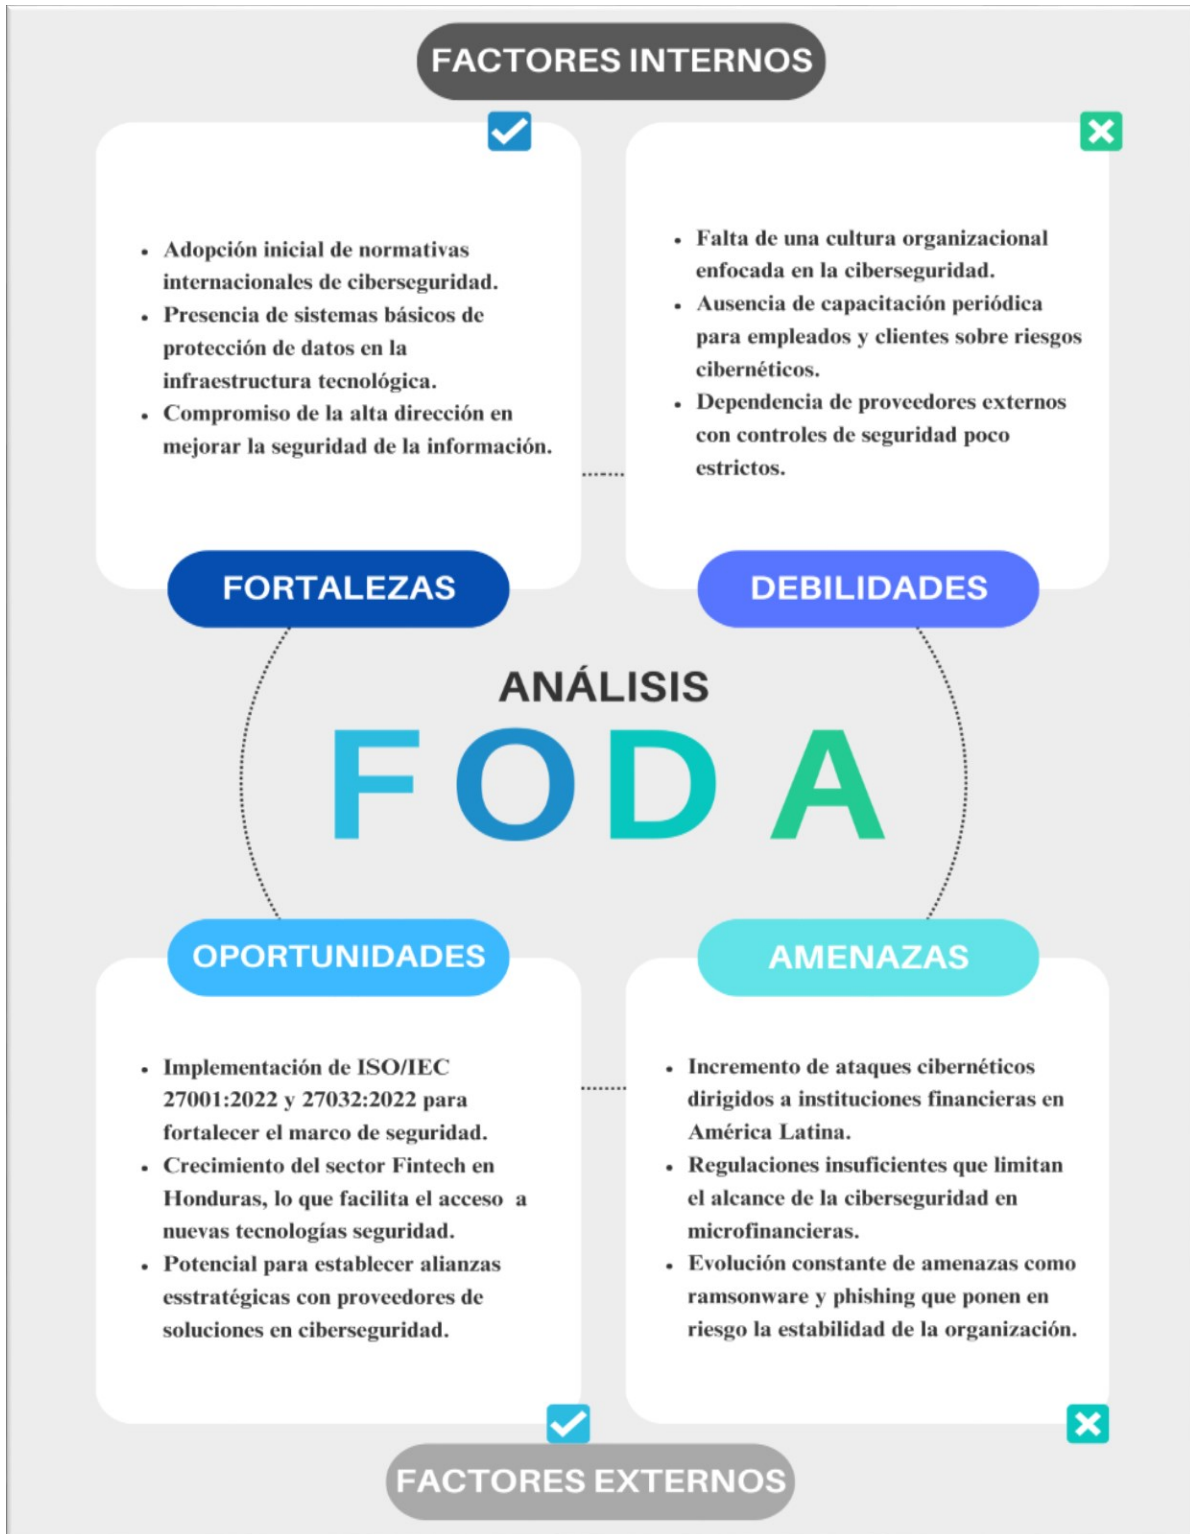 FACTORES INTERNOS
• Adopción inicial de normativas
internacionales de ciberseguridad.
• Presencia de sistemas básicos de
protección de datos en la
infraestructura tecnológica.
• Compromiso de la alta dirección en
mejorar la seguridad de la información.
FORTALEZAS
• Falta de una cultura organizacional
enfocada en la ciberseguridad.
• Ausencia de capacitación periódica
para empleados y clientes sobre riesgos
cibernéticos.
• Dependencia de proveedores externos
con controles de seguridad poco
estrictos.
DEBILIDADES
ANÁLISIS
FODA
OPORTUNIDADES
• Implementación de ISO/IEC
27001:2022 y 27032:2022 para
fortalecer el marco de seguridad.
• Crecimiento del sector Fintech en
Honduras, lo que facilita el acceso a
nuevas tecnologías seguridad.
• Potencial para establecer alianzas
esstratégicas con proveedores de
soluciones en ciberseguridad.
AMENAZAS
• Incremento de ataques cibernéticos
dirigidos a instituciones financieras en
América Latina.
• Regulaciones insuficientes que limitan
el alcance de la ciberseguridad en
microfinancieras.
• Evolución constante de amenazas como
ramsonware y phishing que ponen en
riesgo la estabilidad de la organización.
FACTORES EXTERNOS